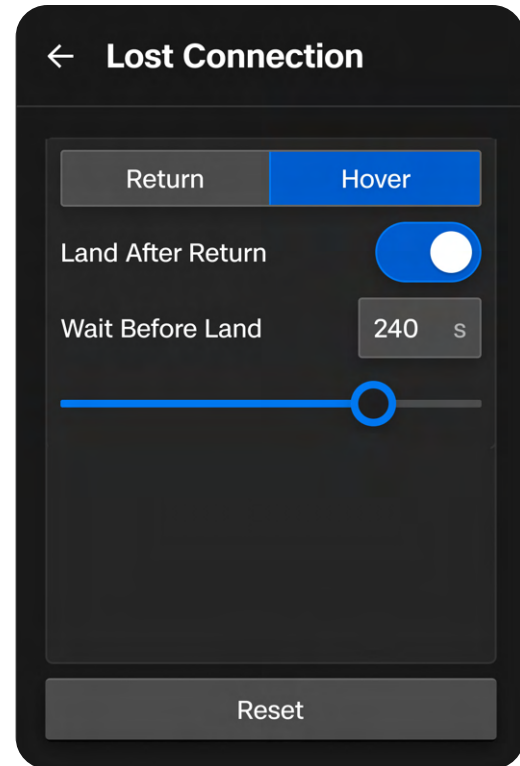 Lost Connection
Return Hover
Land After Return
Wait Before Land 240 s
Reset